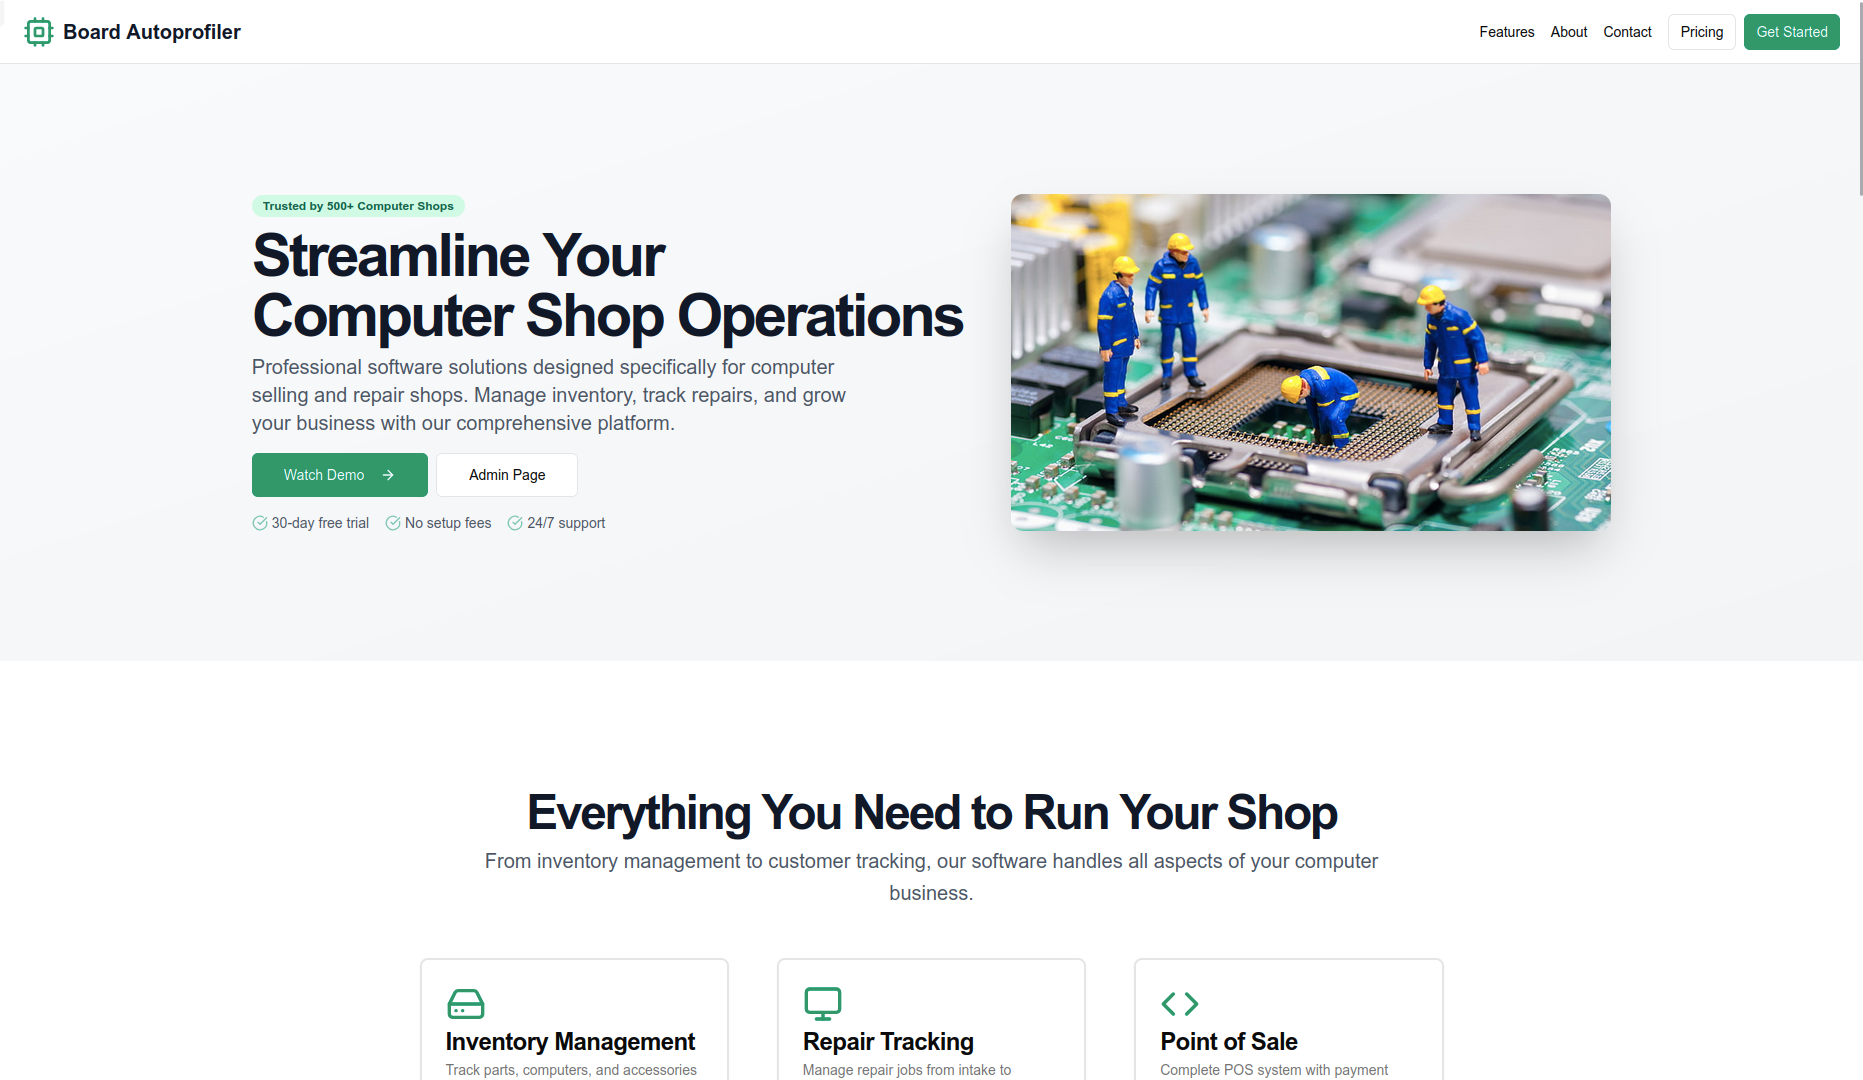 Board Autoprofiler
Features
About
Contact
Pricing
Get Started
Trusted by 500+ Computer Shops
Streamline Your
Computer Shop Operations
Professional software solutions designed specifically for computer
selling and repair shops. Manage inventory, track repairs, and grow
your business with our comprehensive platform.
Watch Demo
Admin Page
30-day free trial
No setup fees
24/7 support
Everything You Need to Run Your Shop
From inventory management to customer tracking, our software handles all aspects of your computer
business.
Inventory Management
Track parts, computers, and accessories
Repair Tracking
Manage repair jobs from intake to
Point of Sale
Complete POS system with payment